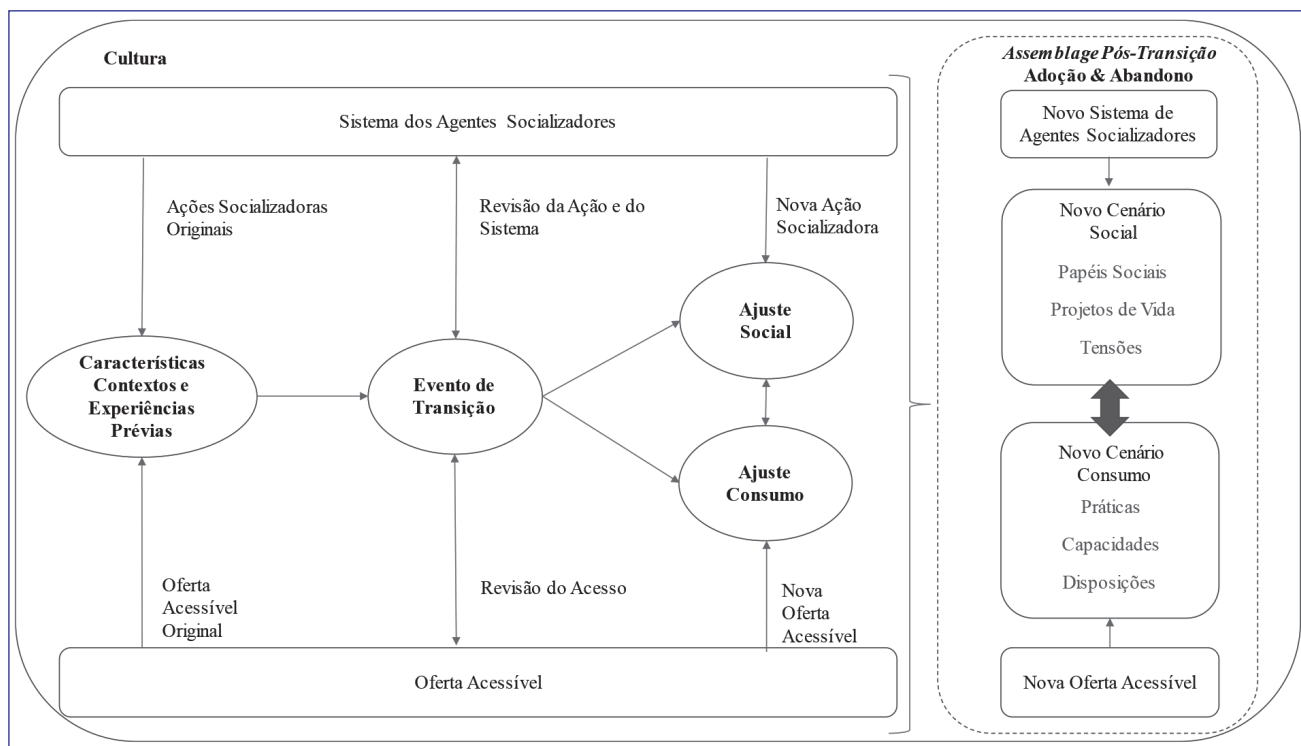 Cultura
Sistema dos Agentes Socializadores
Ações Socializadoras
Originais
Revisão da Ação e do
Sistema
Nova Ação
Socializadora
Características
Contextos e
Experiências
Prévias
Evento de
Transição
Ajuste
Social
Ajuste
Consumo
Oferta
Acessível
Original
Revisão do Acesso
Nova
Oferta
Acessível
Oferta Acessível
Assemblage Pós-Transição
Adoção & Abandono
Novo Sistema de
Agentes Socializadores
Novo Cenário
Social
Papéis Sociais
Projetos de Vida
Tensões
Novo Cenário
Consumo
Práticas
Capacidades
Disposições
Nova Oferta Acessível